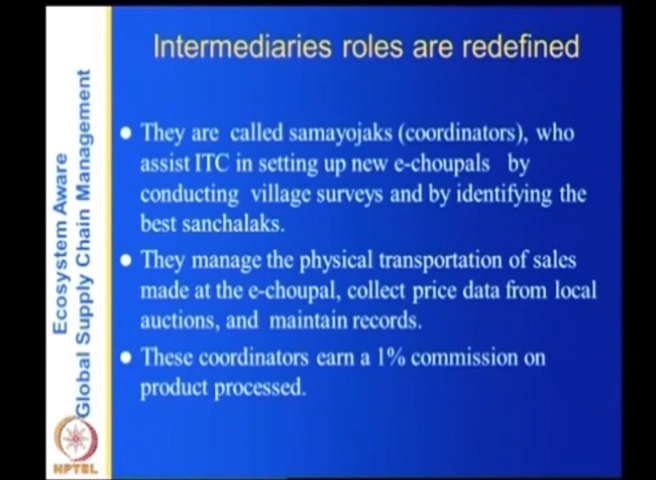 Intermediaries roles are redefined
They are called samayojaks (coordinators), who
assist ITC in setting up new e-choupals by
conducting village surveys and by identifying the
best sanchalaks.
They manage the physical transportation of sales
made at the e-choupal, collect price data from local
auctions, and maintain records.
These coordinators earn a 1% commission on
product processed.
Ecosystem Aware
Global Supply Chain Management
NPTEL